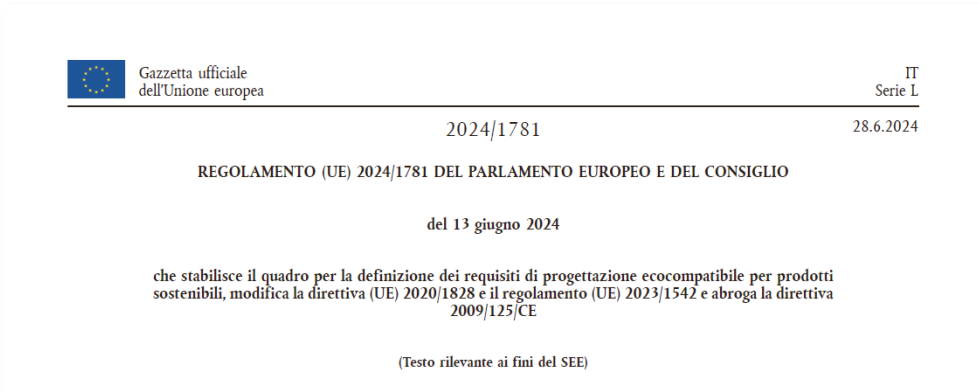 Gazzetta ufficiale
dell'Unione europea
IT
Serie L
2024/1781
28.6.2024
REGOLAMENTO (UE) 2024/1781 DEL PARLAMENTO EUROPEO E DEL CONSIGLIO
del 13 giugno 2024
che stabilisce il quadro per la definizione dei requisiti di progettazione ecocompatibile per prodotti
sostenibili, modifica la direttiva (UE) 2020/1828 e il regolamento (UE) 2023/1542 e abroga la direttiva
2009/125/CE
(Testo rilevante ai fini del SEE)